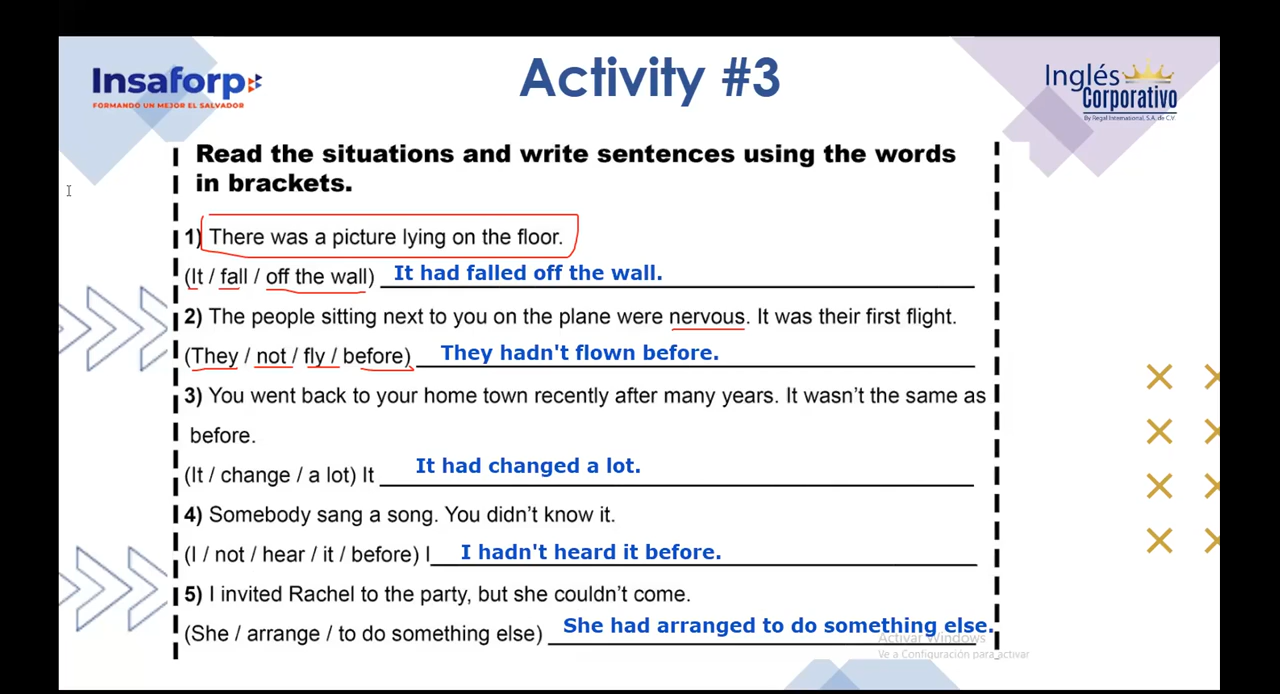 Insaforp
FORMANDO UN MEJOR EL SALVADOR
Activity #3
Inglés
Corporativo
By Regal International, S.A. de C.V.
Read the situations and write sentences using the words
in brackets.
1) There was a picture lying on the floor.
(It / fall / off the wall) It had falled off the wall.
2) The people sitting next to you on the plane were nervous. It was their first flight.
(They / not / fly / before) They hadn't flown before.
3) You went back to your home town recently after many years. It wasn’t the same as
before.
(It / change / a lot) It It had changed a lot.
4) Somebody sang a song. You didn’t know it.
(I / not / hear / it / before) I I hadn't heard it before.
5) I invited Rachel to the party, but she couldn’t come.
(She / arrange / to do something else) She had arranged to do something else.
Activar Windows
Ve a Configuración para activar